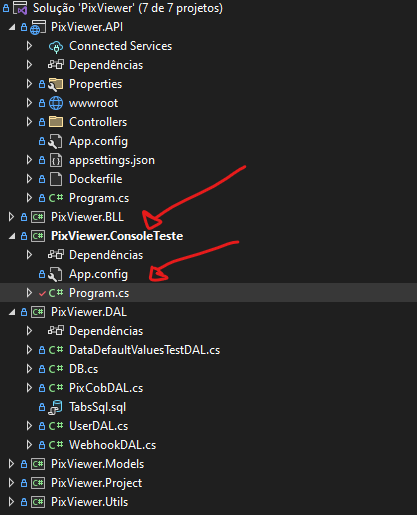 Solução 'PixViewer' (7 de 7 projetos)
PixViewer.API
Connected Services
Dependências
Properties
wwwroot
Controllers
App.config
appsettings.json
Dockerfile
C# Program.cs
C# PixViewer.BLL
C# PixViewer.ConsoleTeste
Dependências
App.config
C# Program.cs
C# PixViewer.DAL
Dependências
C# DataDefaultValuesTestDAL.cs
C# DB.cs
C# PixCobDAL.cs
TabsSql.sql
C# UserDAL.cs
C# WebhookDAL.cs
C# PixViewer.Models
C# PixViewer.Project
C# PixViewer.Utils